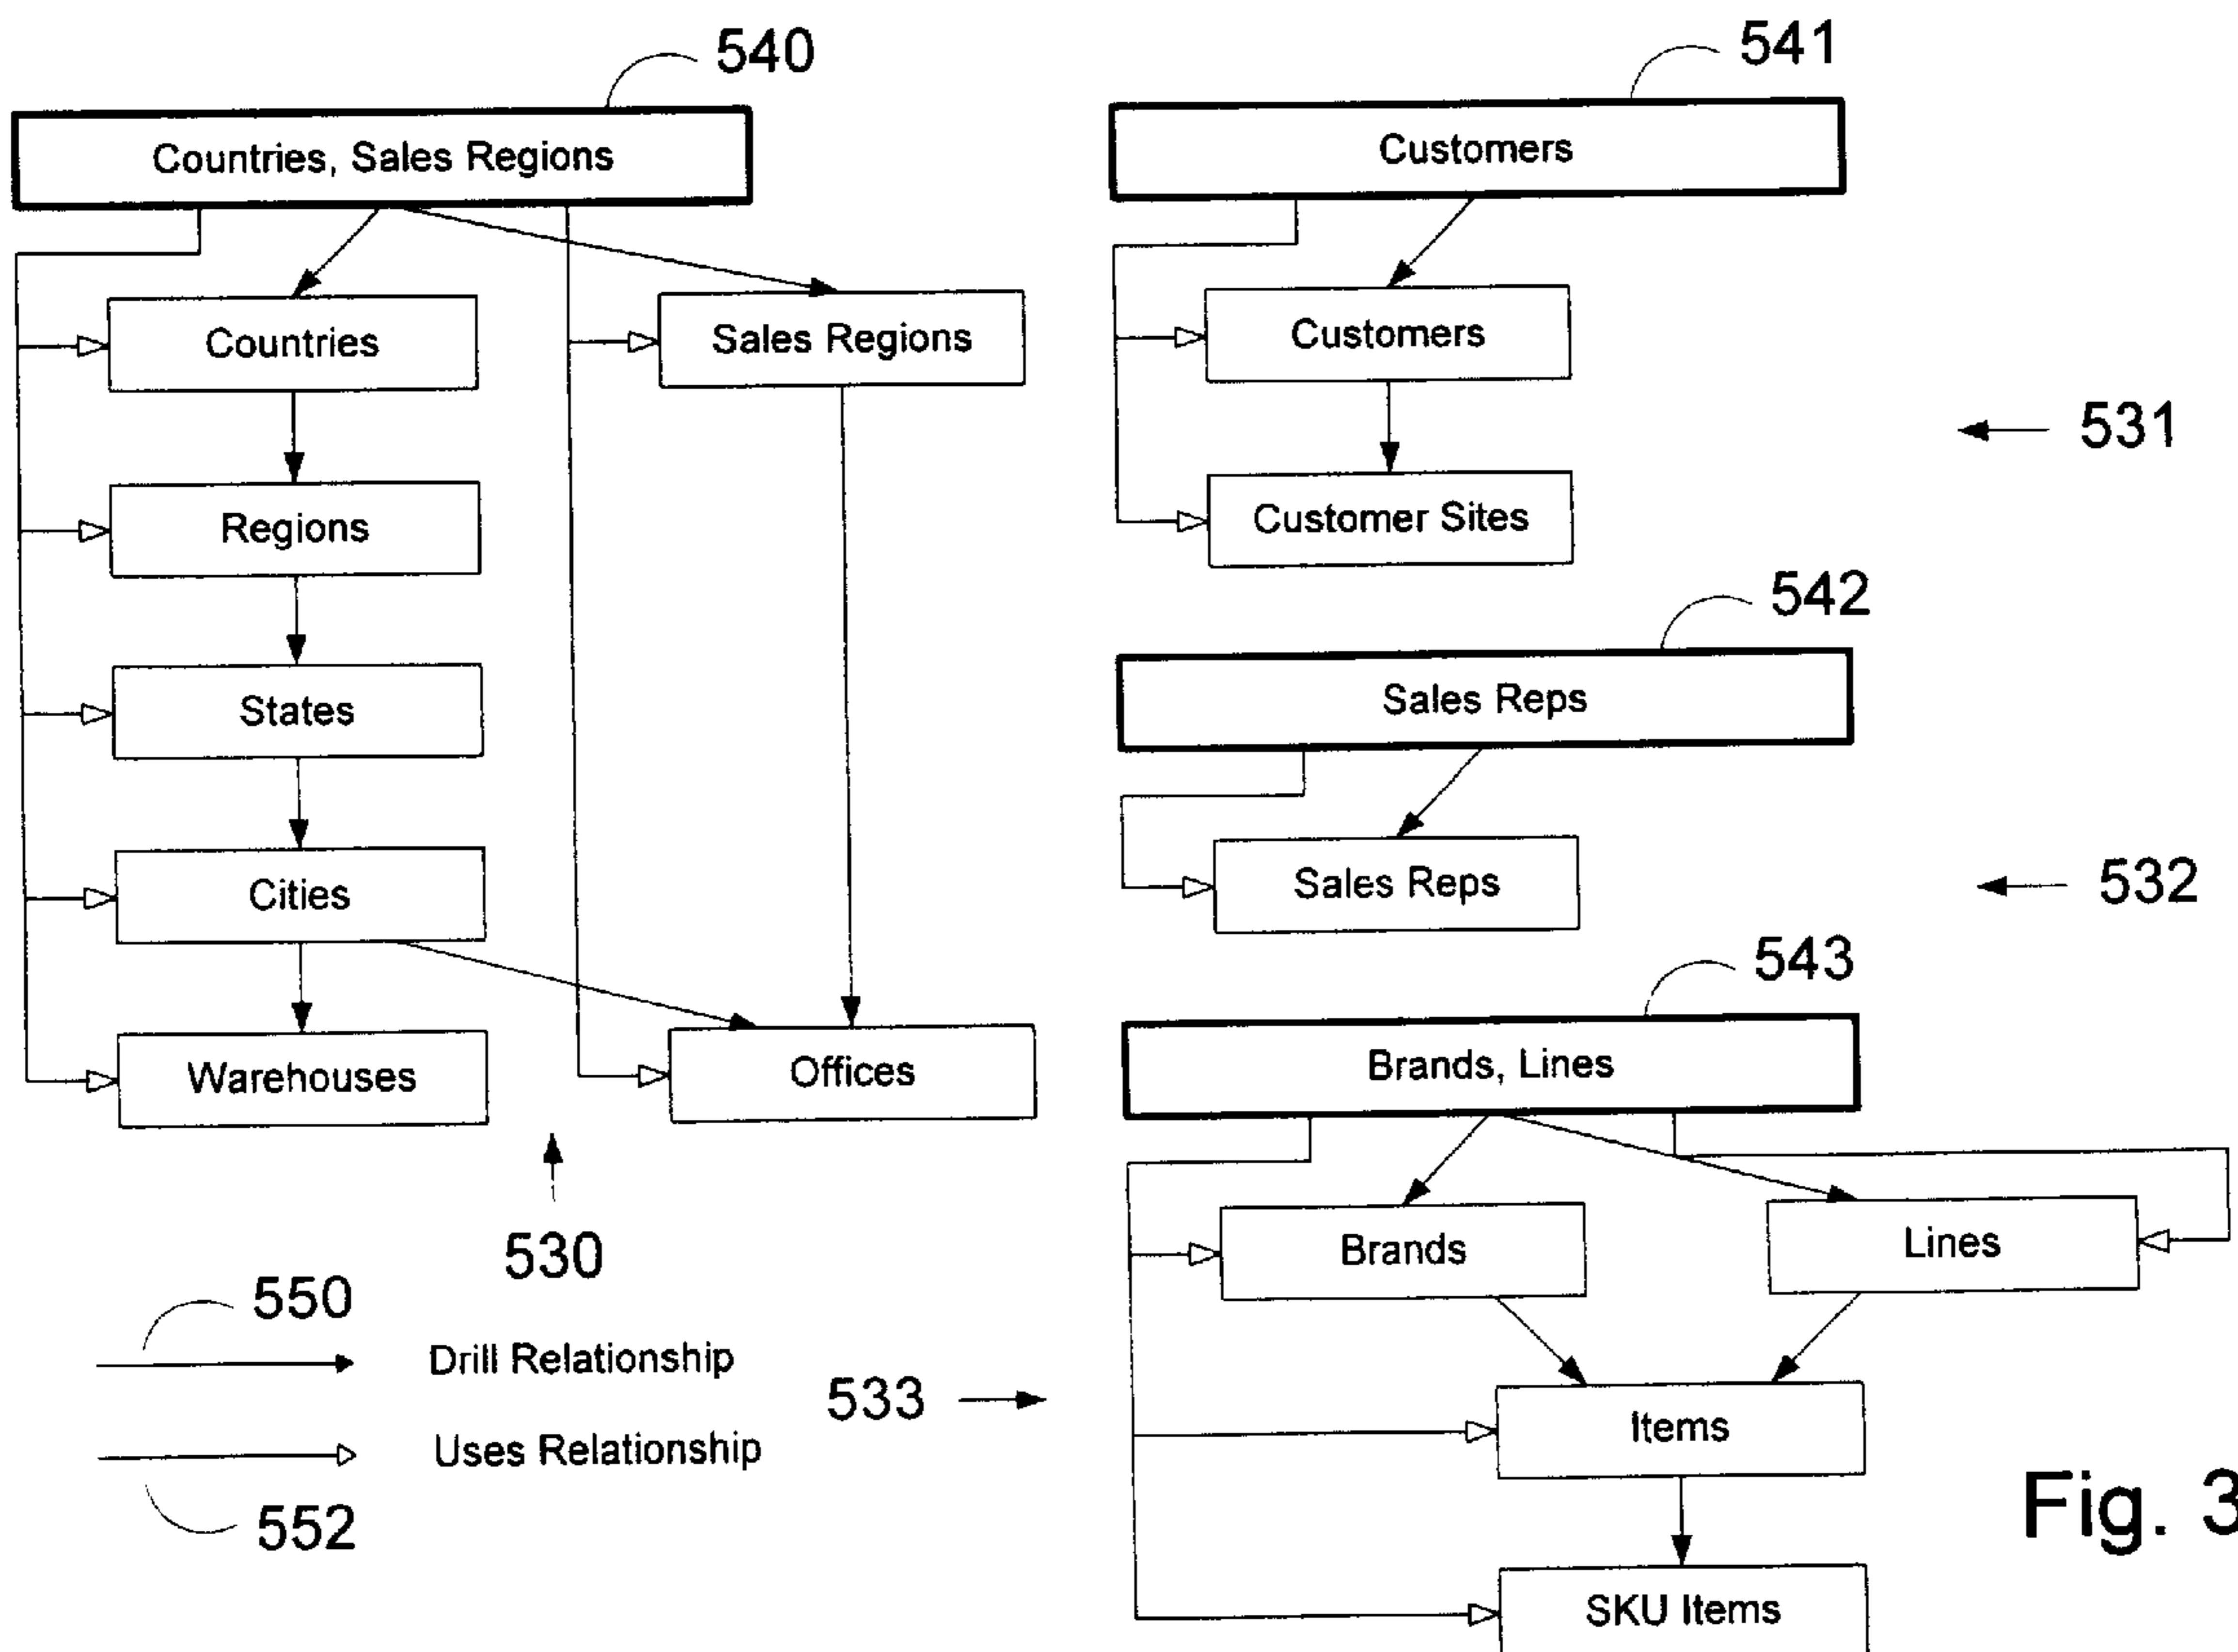 540
Countries, Sales Regions
Countries
Sales Regions
Regions
States
Cities
Warehouses
Offices
530
550
Drill Relationship
Uses Relationship
552
541
Customers
Customers
Customer Sites
531
542
Sales Reps
Sales Reps
532
543
Brands, Lines
Brands
Lines
533
Items
SKU Items
Fig. 3